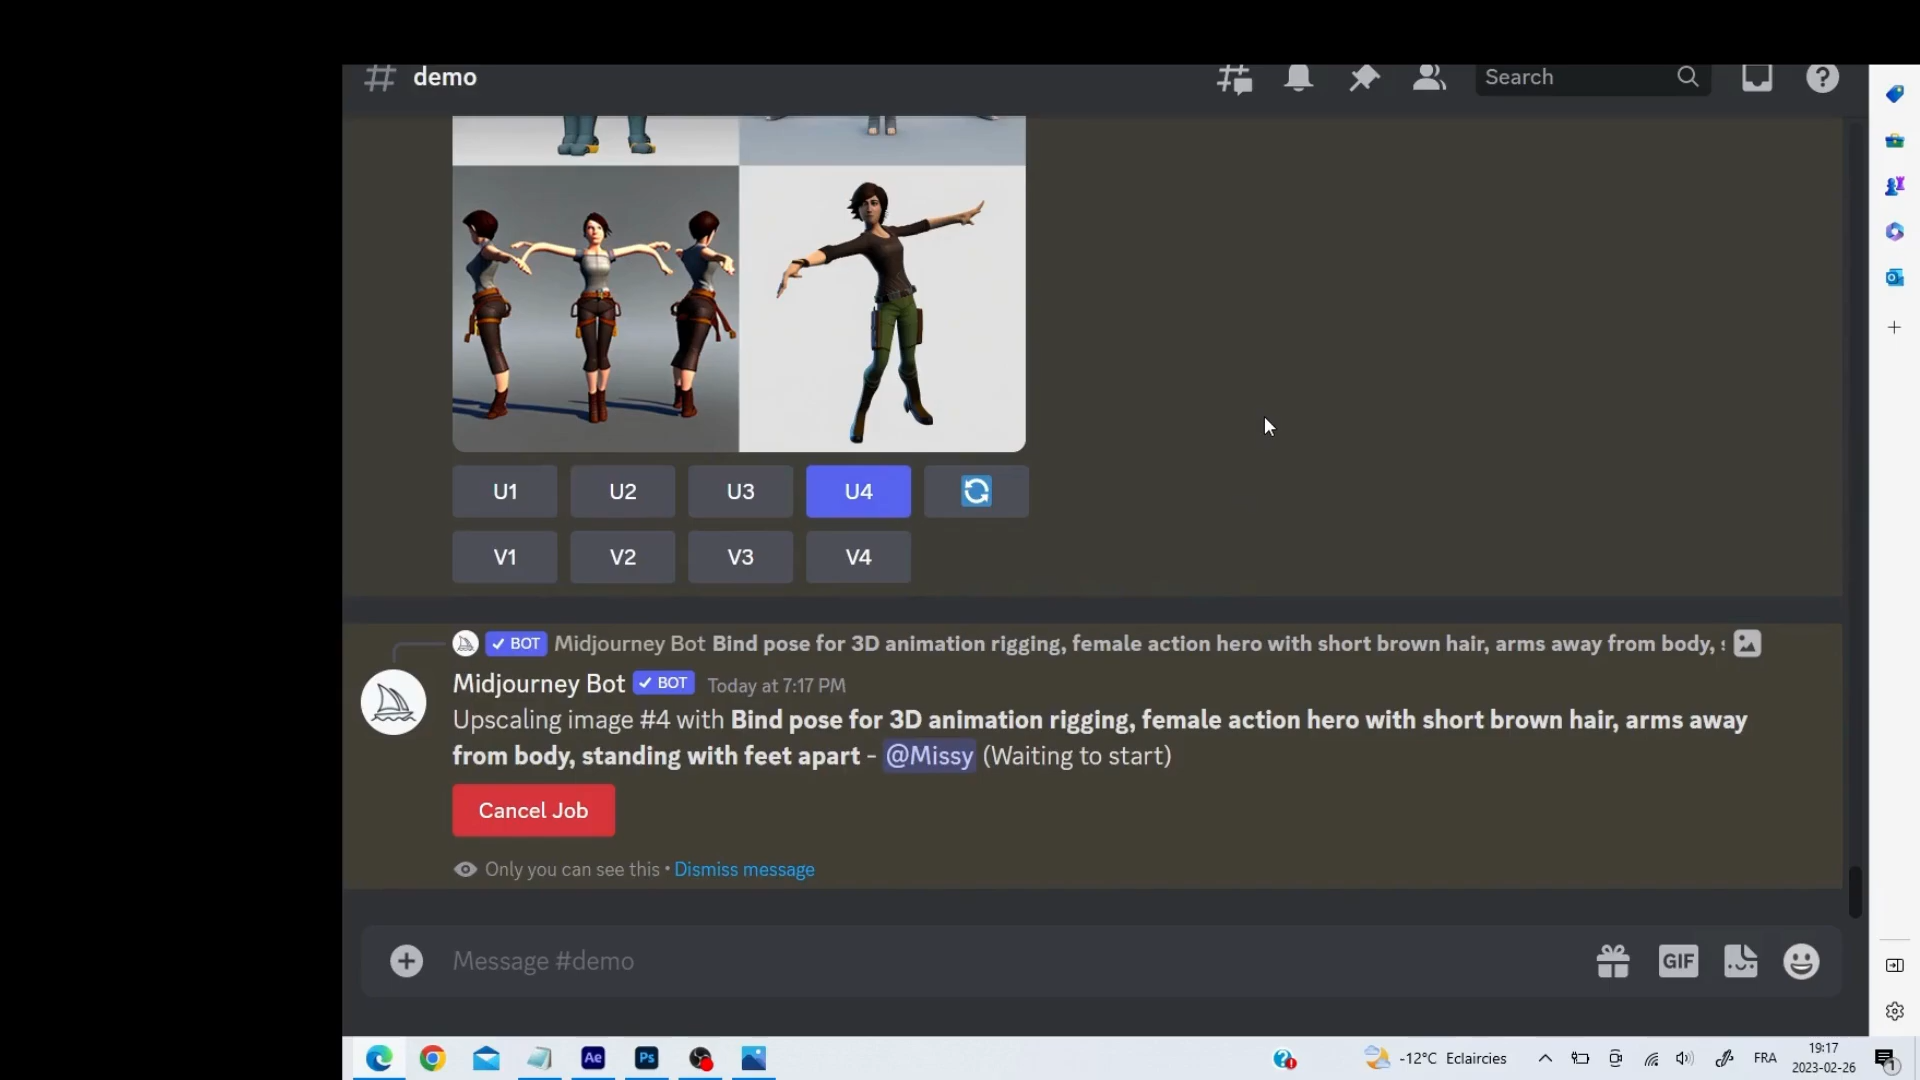 demo
Search
U1 U2 U3 U4
V1 V2 V3 V4
BOT Midjourney Bot Bind pose for 3D animation rigging, female action hero with short brown hair, arms away from body,
Midjourney Bot BOT Today at 7:17 PM
Upscaling image #4 with Bind pose for 3D animation rigging, female action hero with short brown hair, arms away
from body, standing with feet apart - @Missy (Waiting to start)
Cancel Job
Only you can see this • Dismiss message
Message #demo
GIF
Ae Ps -12°C Eclaircies FRA 19:17
2023-02-26 1